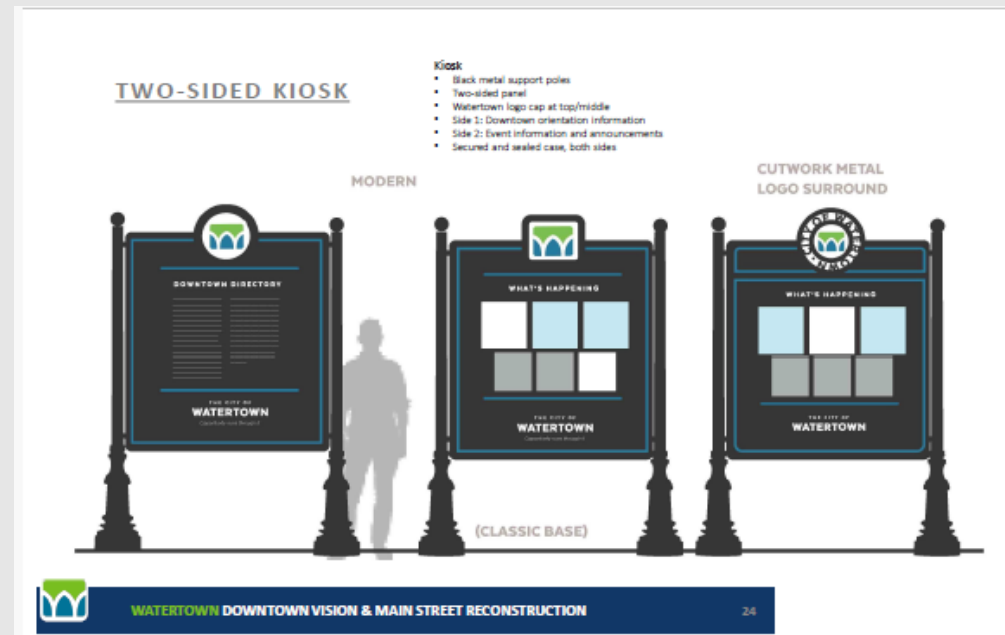 TWO-SIDED KIOSK
Kiosk
▪ Black metal support poles
▪ Two-sided panel
▪ Watertown logo cap at top/middle
▪ Side 1: Downtown orientation information
▪ Side 2: Event information and announcements
▪ Secured and sealed case, both sides
MODERN
CUTWORK METAL
LOGO SURROUND
DOWNTOWN DIRECTORY
THE CITY OF
WATERTOWN
WHAT'S HAPPENING
THE CITY OF
WATERTOWN
CITY OF WATERTOWN
WHAT'S HAPPENING
THE CITY OF
WATERTOWN
(CLASSIC BASE)
WATERTOWN DOWNTOWN VISION & MAIN STREET RECONSTRUCTION
24